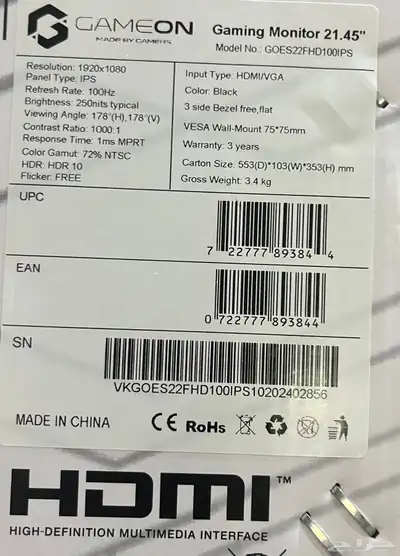 GAMEON
MADE BY GAMERS
Gaming Monitor 21.45"
Model No.: GOES22FHD100IPS
Resolution: 1920x1080
Panel Type: IPS
Refresh Rate: 100Hz
Brightness: 250nits typical
Viewing Angle: 178°(H),178°(V)
Contrast Ratio: 1000:1
Response Time: 1ms MPRT
Color Gamut: 72% NTSC
HDR: HDR 10
Flicker: FREE
Input Type: HDMI/VGA
Color: Black
3 side Bezel free,flat
VESA Wall-Mount 75*75mm
Warranty: 3 years
Carton Size: 553(D)*103(W)*353(H) mm
Gross Weight: 3.4 kg
UPC
7 22777 89384 4
EAN
0 722777 893844
SN
VKGOES22FHD100IPS10202402856
MADE IN CHINA
CE RoHs
HDMI™
HIGH-DEFINITION MULTIMEDIA INTERFACE
حراج